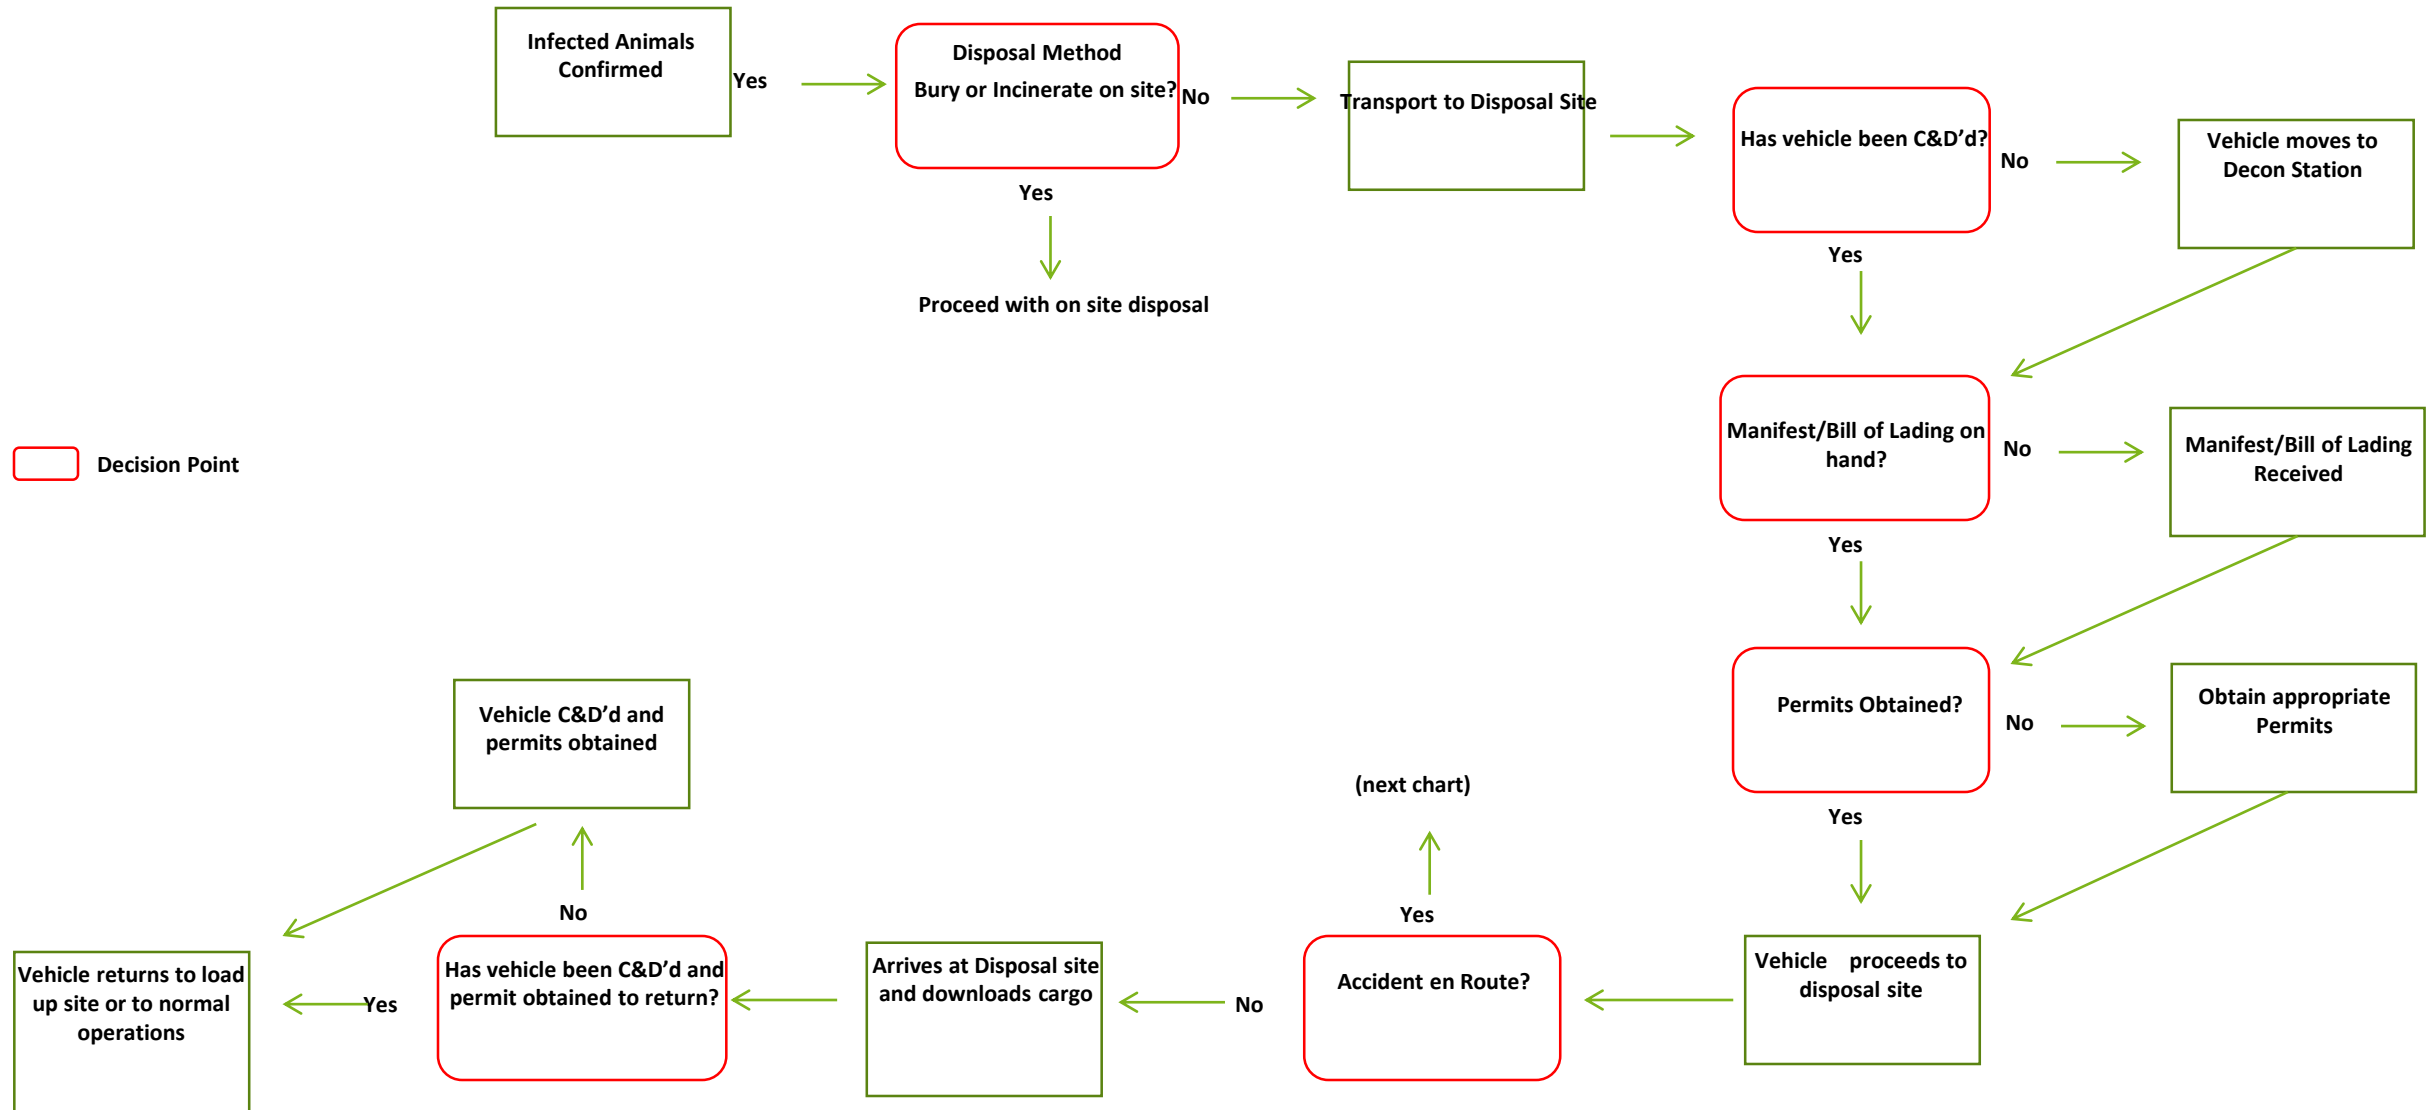 Infected Animals
Confirmed
Yes
Disposal Method
Bury or Incinerate on site?
No
Transport to Disposal Site
Has vehicle been C&D’d?
No
Vehicle moves to
Decon Station
Yes
Proceed with on site disposal
Yes
Manifest/Bill of Lading on
hand?
No
Manifest/Bill of Lading
Received
Decision Point
Yes
Permits Obtained?
No
Obtain appropriate
Permits
Yes
Vehicle proceeds to
disposal site
Accident en Route?
Yes
(next chart)
No
Arrives at Disposal site
and downloads cargo
Has vehicle been C&D’d and
permit obtained to return?
No
Vehicle C&D’d and
permits obtained
Yes
Vehicle returns to load
up site or to normal
operations